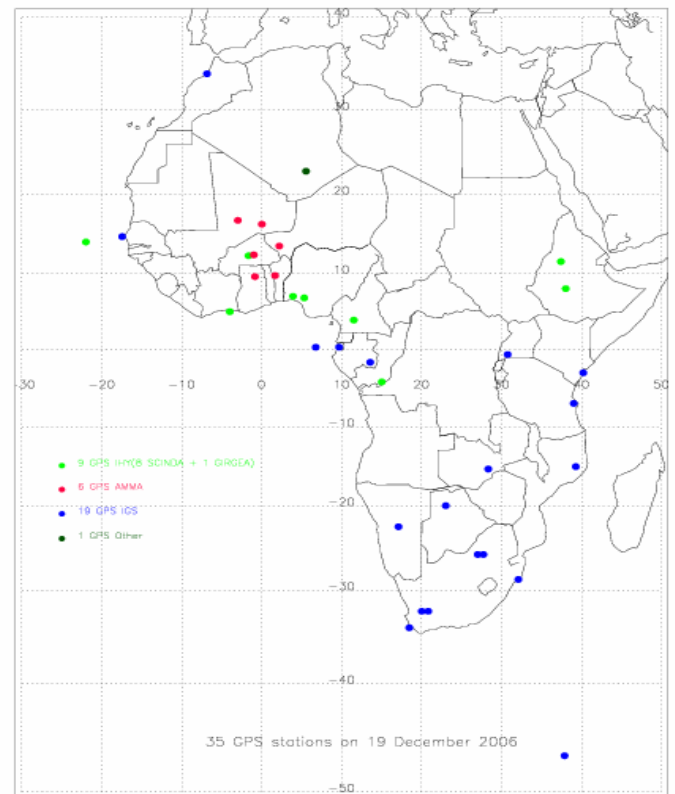 40
30
20
10
-30 -20 -10 0 10 20 30 40 50
-10
9 GPS IHY(8 SCINDA + 1 GIRGEA)
6 GPS AMMA
-20
19 GPS IGS
1 GPS Other
-30
-40
35 GPS stations on 19 December 2006
-50